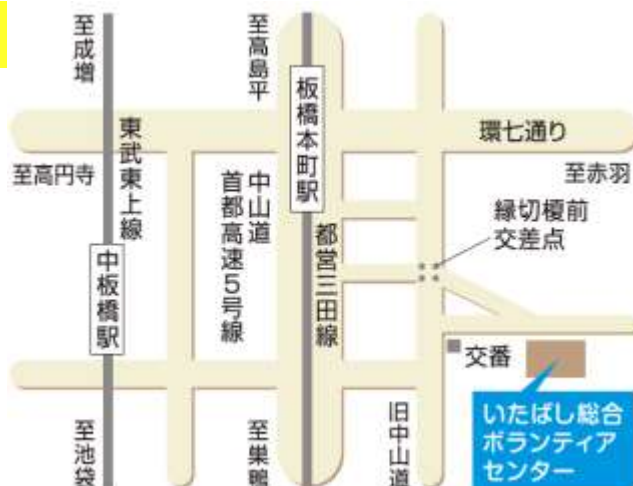 至成増
至高島平
板橋本町駅
東武東上線
環七通り
至高円寺
至赤羽
中山道
首都高速5号線
都営三田線
縁切榎前
交差点
中板橋駅
交番
いたばし総合
ボランティア
センター
至池袋
至巣鴨
旧中山道